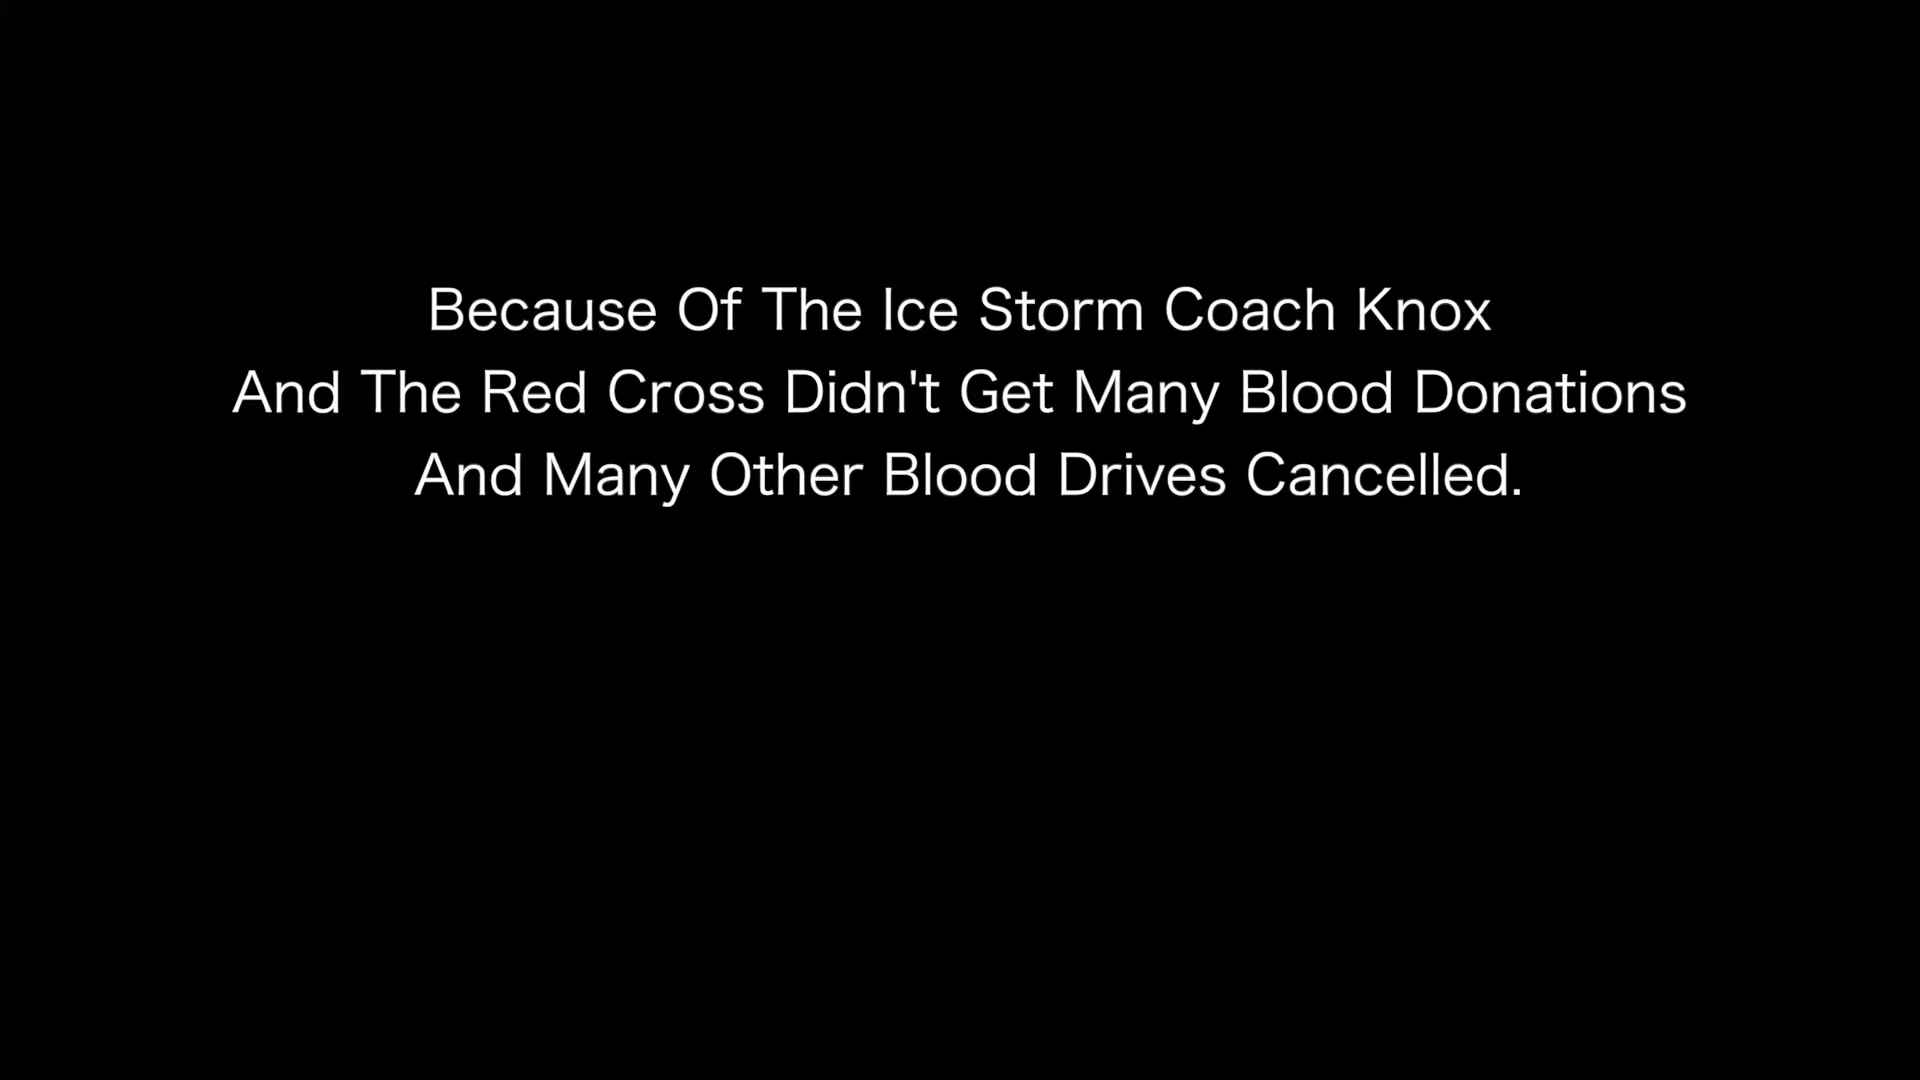 Because Of The Ice Storm Coach Knox
And The Red Cross Didn't Get Many Blood Donations
And Many Other Blood Drives Cancelled.